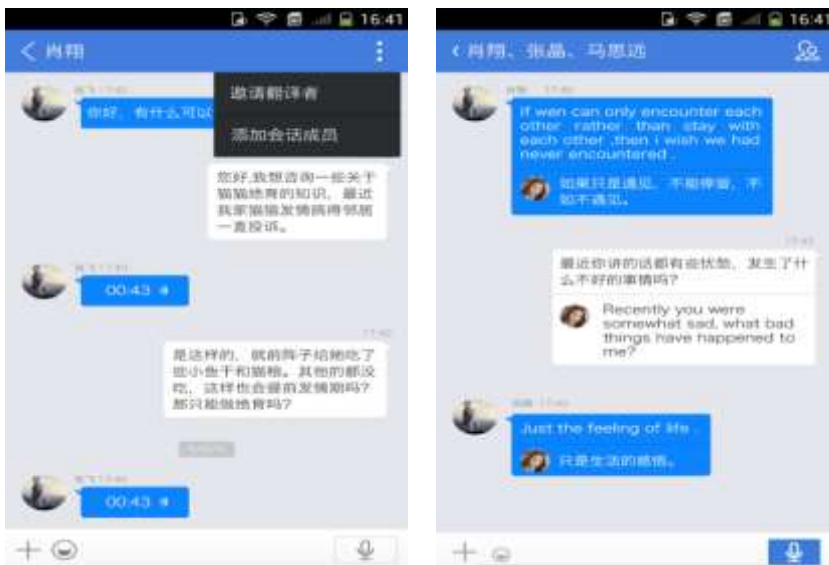 16:41
肖翔
邀请翻译者
添加会话成员
你好，有什么可以
您好,我想咨询一些关于
猫猫绝育的知识，最近
我家猫猫发情搞得邻居
一直投诉。
00:43
17:40
是这样的，就前阵子给她吃了
些小鱼干和猫粮。其他的都没
吃，这样也会提前发情期吗？
那只能做绝育吗？
00:43
16:41
肖翔、张晶、马思远
If wen can only encounter each
other rather than stay with
each other ,then i wish we had
never encountered .
如果只是遇见，不能停留，不
如不遇见。
17:40
最近你讲的话都有些忧愁，发生了什
么不好的事情吗？
Recently you were
somewhat sad, what bad
things have happened to
me?
Just the feeling of life .
只是生活的感悟。